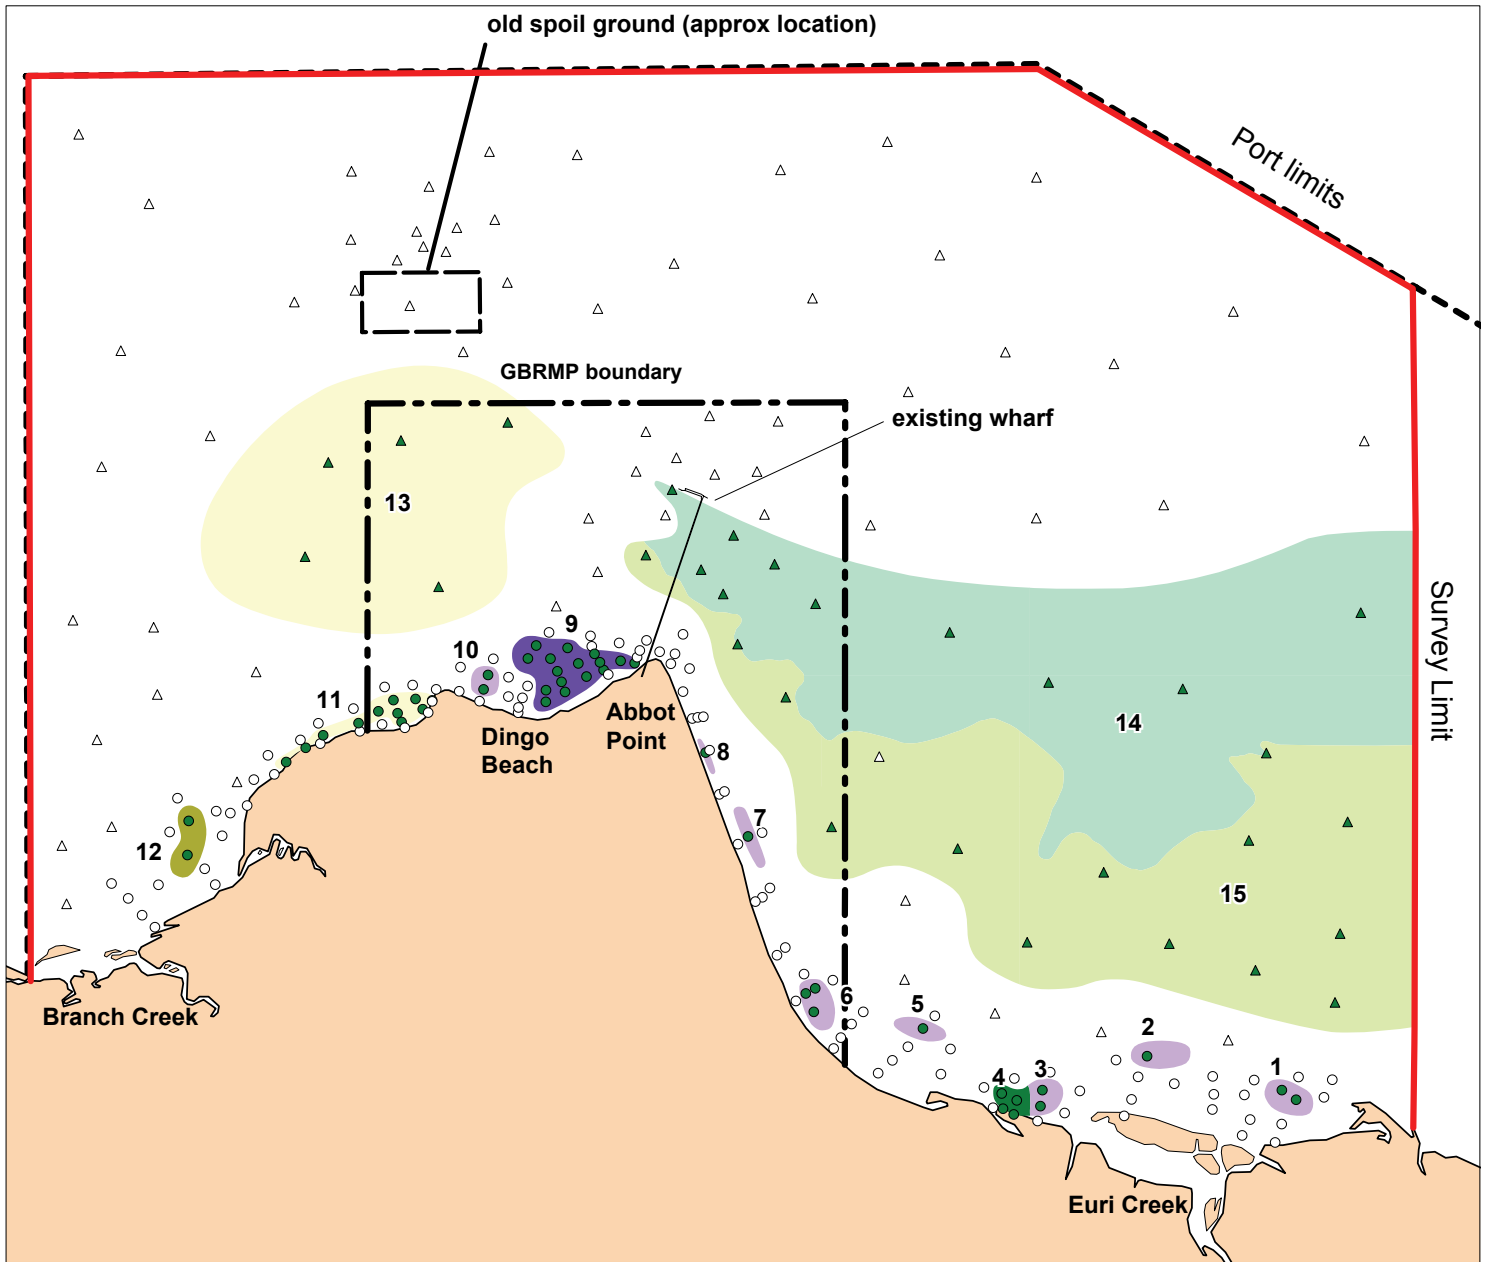 old spoil ground (approx location)
Port limits
GBRMP boundary
existing wharf
13
Survey Limit
9
10
11
14
Abbot
Point
Dingo
Beach
8
7
12
15
6
5
Branch Creek
2
1
3
4
Euri Creek